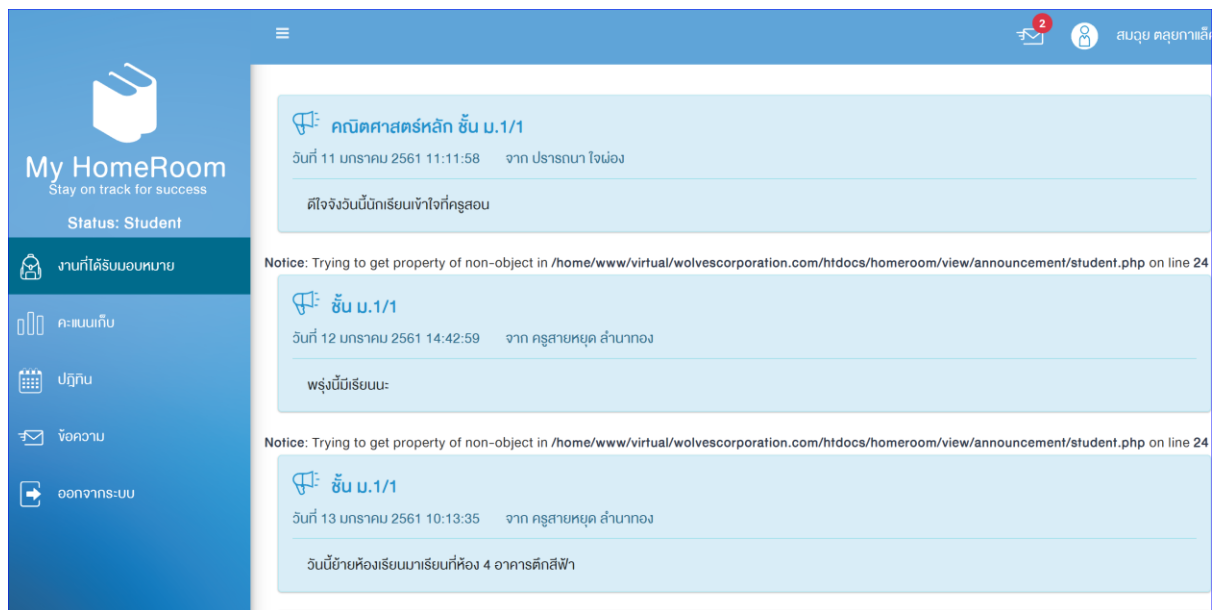 2
สมฉุย ตลุยกาแล็ค
My HomeRoom
Stay on track for success
Status: Student
งานที่ได้รับมอบหมาย
คะแนนเก็บ
ปฏิทิน
ข้อความ
ออกจากระบบ
คณิตศาสตร์หลัก ชั้น ม.1/1
วันที่ 11 มกราคม 2561 11:11:58 จาก ปรารถนา ใจผ่อง
ดีใจจังวันนี้นักเรียนเข้าใจที่ครูสอน
Notice: Trying to get property of non-object in /home/www/virtual/wolvescorporation.com/htdocs/homeroom/view/announcement/student.php on line 24
ชั้น ม.1/1
วันที่ 12 มกราคม 2561 14:42:59 จาก ครูสายหยุด ลำนาทอง
พรุ่งนี้มีเรียนนะ
Notice: Trying to get property of non-object in /home/www/virtual/wolvescorporation.com/htdocs/homeroom/view/announcement/student.php on line 24
ชั้น ม.1/1
วันที่ 13 มกราคม 2561 10:13:35 จาก ครูสายหยุด ลำนาทอง
วันนี้ย้ายห้องเรียนมาเรียนที่ห้อง 4 อาคารตึกสีฟ้า